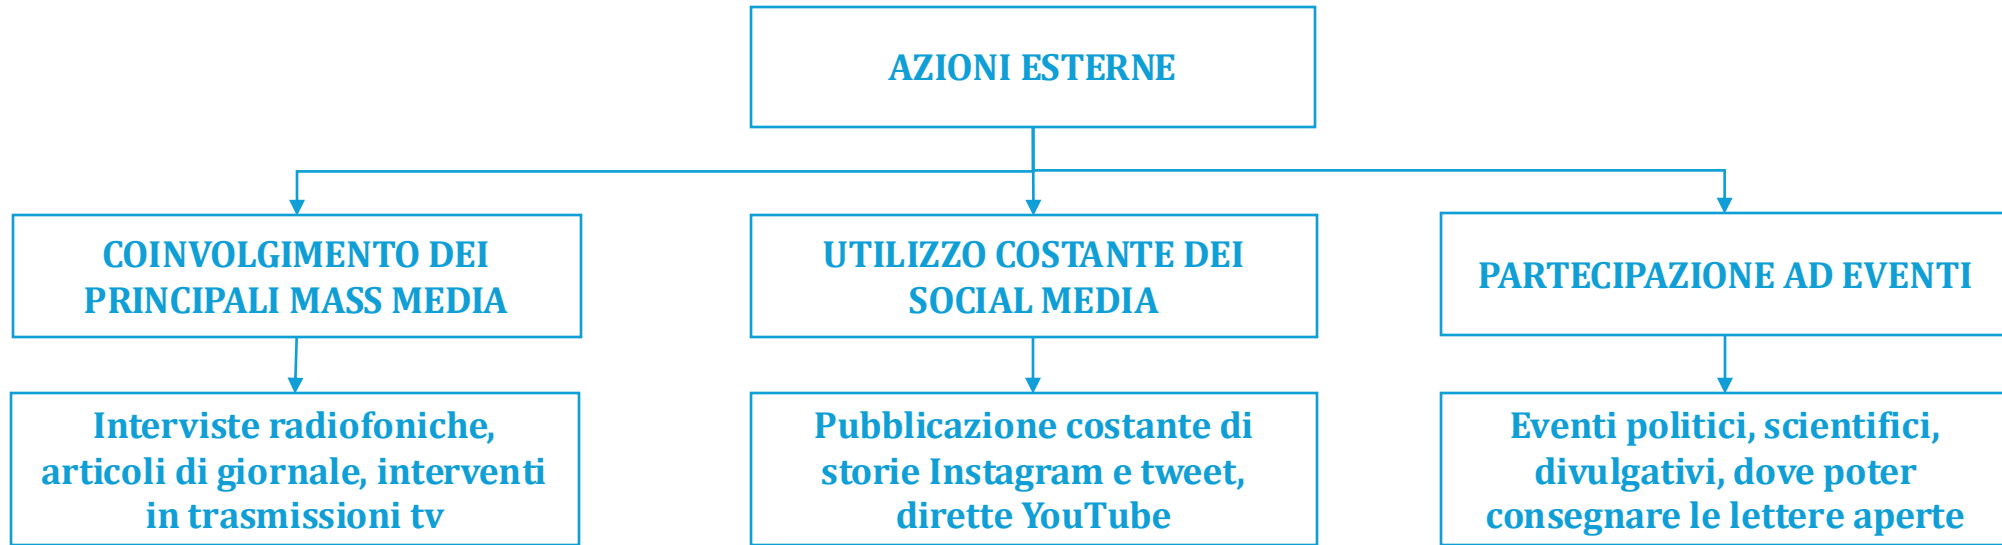 AZIONI ESTERNE
COINVOLGIMENTO DEI
PRINCIPALI MASS MEDIA
UTILIZZO COSTANTE DEI
SOCIAL MEDIA
PARTECIPAZIONE AD EVENTI
Interviste radiofoniche,
articoli di giornale, interventi
in trasmissioni tv
Pubblicazione costante di
storie Instagram e tweet,
dirette YouTube
Eventi politici, scientifici,
divulgativi, dove poter
consegnare le lettere aperte